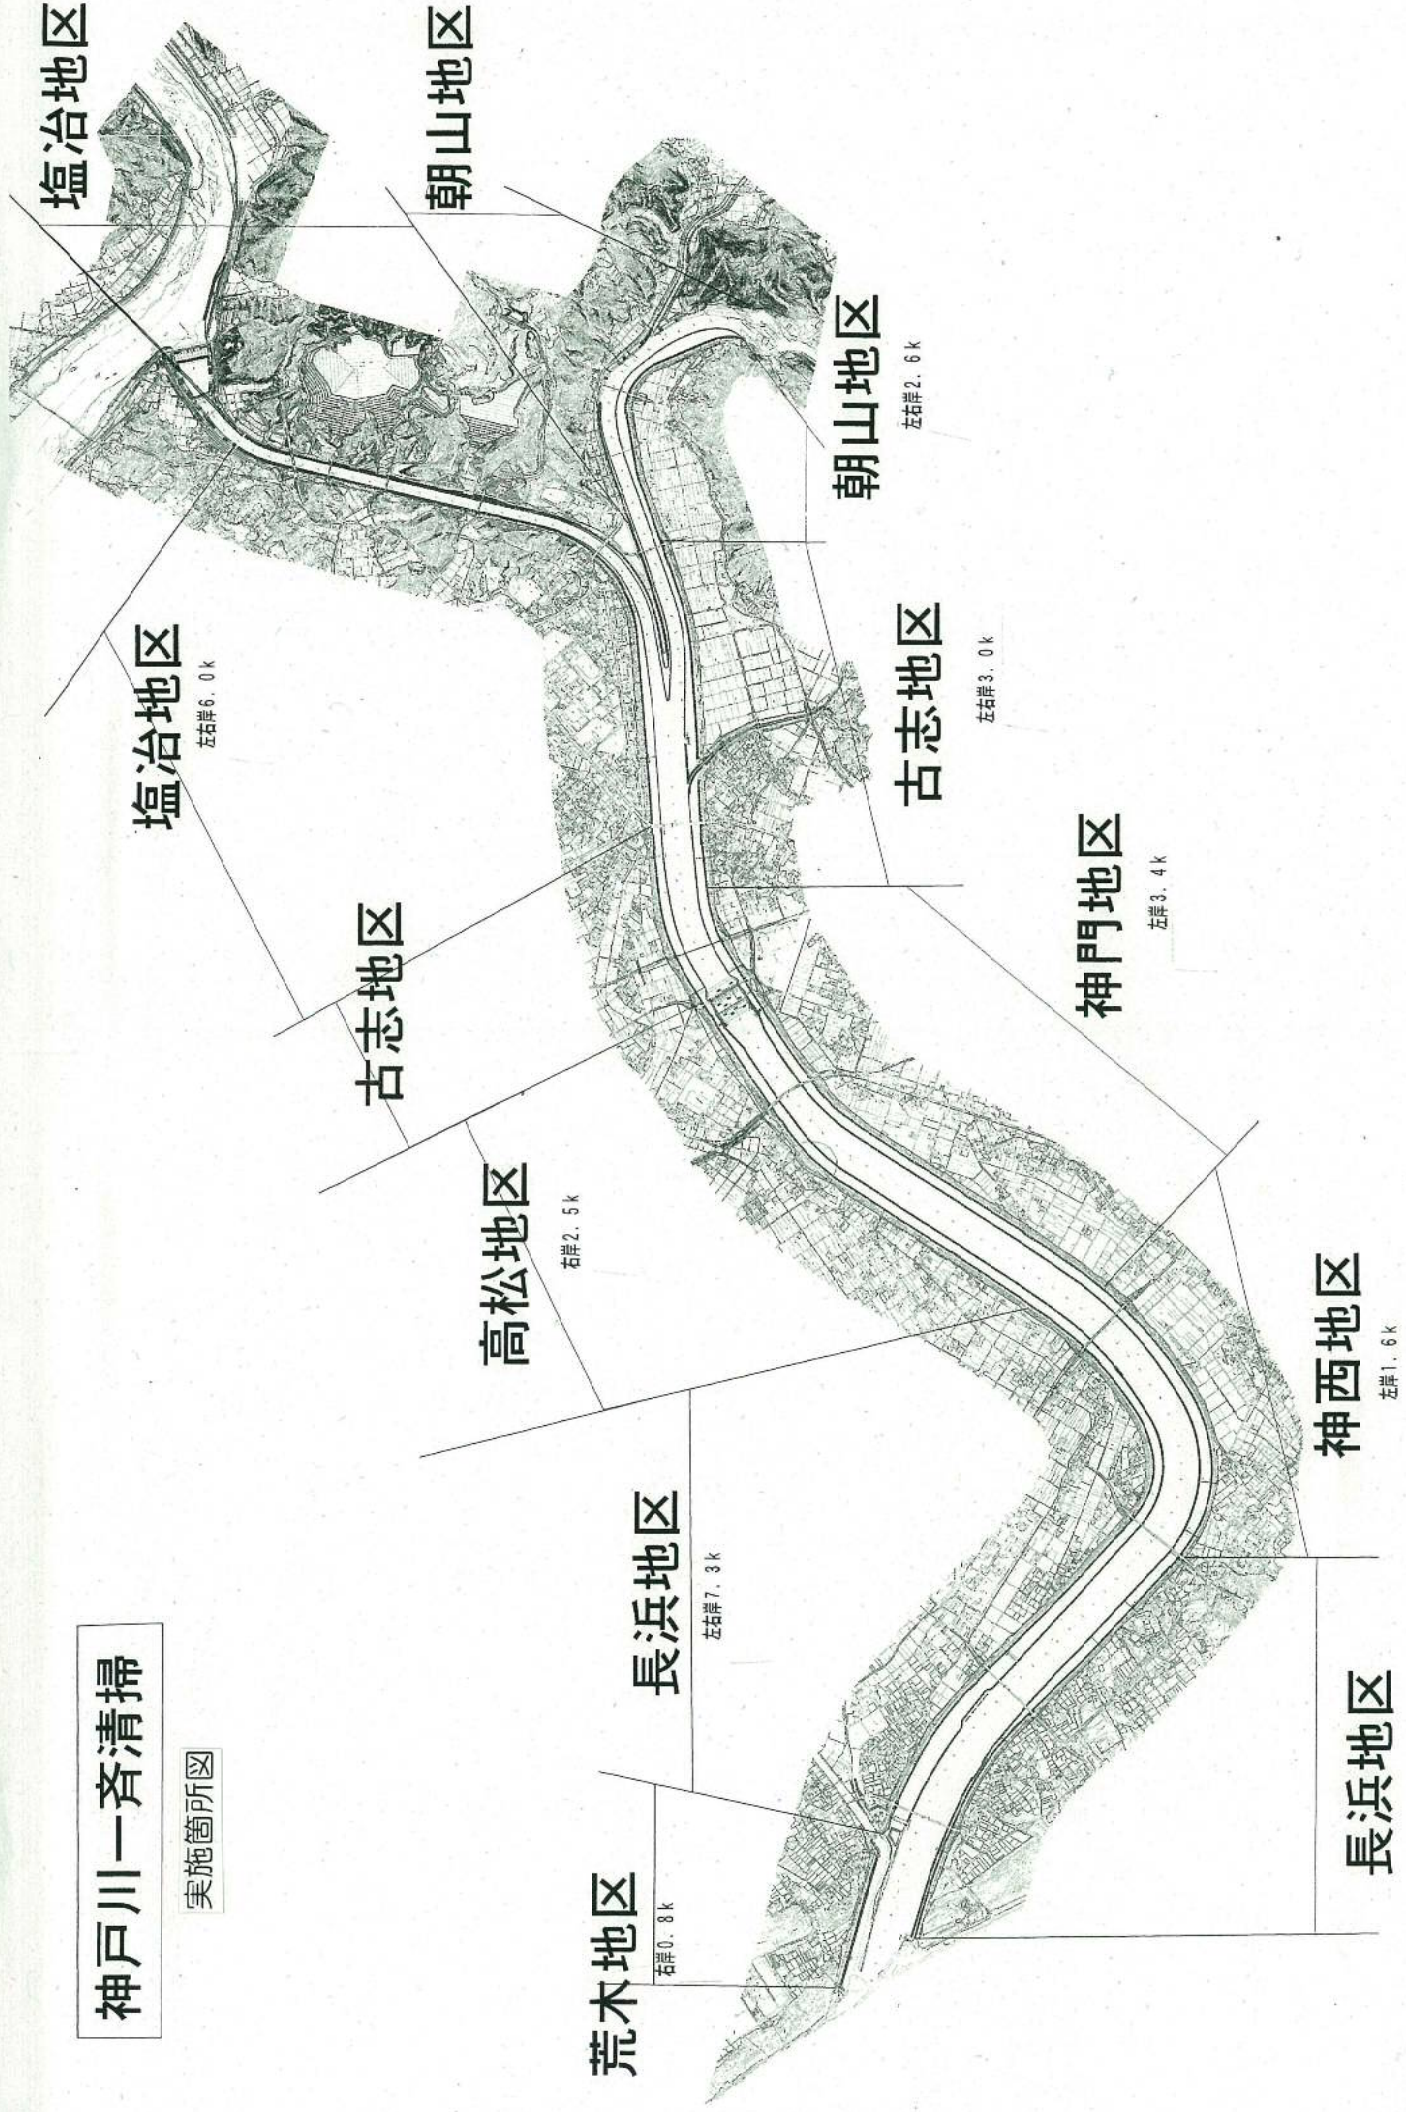 神戸川一斉清掃
実施箇所図
塩冶地区
朝山地区
塩冶地区
左右岸6.0k
朝山地区
左右岸2.6k
古志地区
古志地区
左右岸3.0k
高松地区
右岸2.5k
神門地区
左岸3.4k
長浜地区
左右岸7.3k
神西地区
左岸1.6k
荒木地区
右岸0.8k
長浜地区